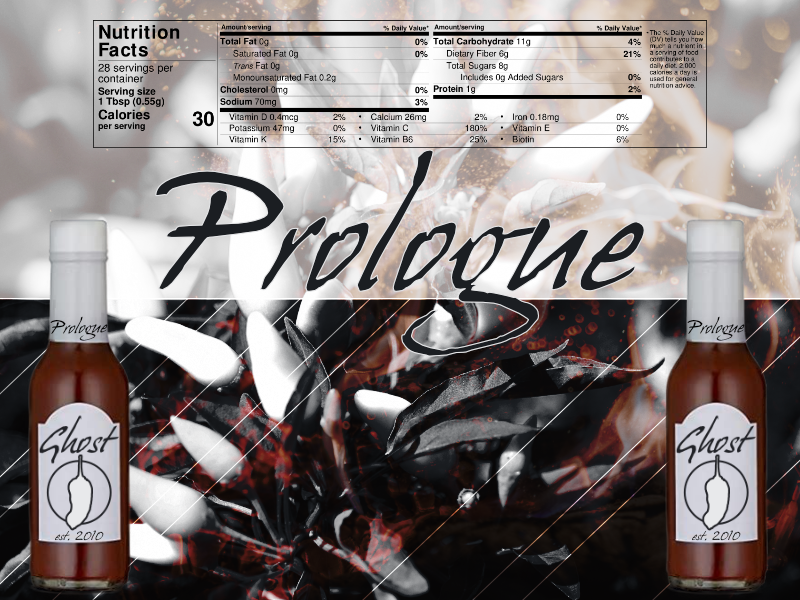 Nutrition
Facts
28 servings per
container
Serving size
1 Tbsp (0.55g)
Calories
per serving
30
Amount/serving % Daily Value*
Total Fat 0g 0%
Saturated Fat 0g 0%
Trans Fat 0g
Monounsaturated Fat 0.2g
Cholesterol 0mg 0%
Sodium 70mg 3%
Amount/serving % Daily Value*
Total Carbohydrate 11g 4%
Dietary Fiber 6g 21%
Total Sugars 8g
Includes 0g Added Sugars 0%
Protein 1g 2%
Vitamin D 0.4mcg 2% • Calcium 26mg 2% • Iron 0.18mg 0%
Potassium 47mg 0% • Vitamin C 180% • Vitamin E 0%
Vitamin K 15% • Vitamin B6 25% • Biotin 6%
* The % Daily Value
(DV) tells you how
much a nutrient in
a serving of food
contributes to a
daily diet. 2,000
calories a day is
used for general
nutrition advice.
Prologue
Prologue
Ghost
est. 2010
Prologue
Ghost
est. 2010